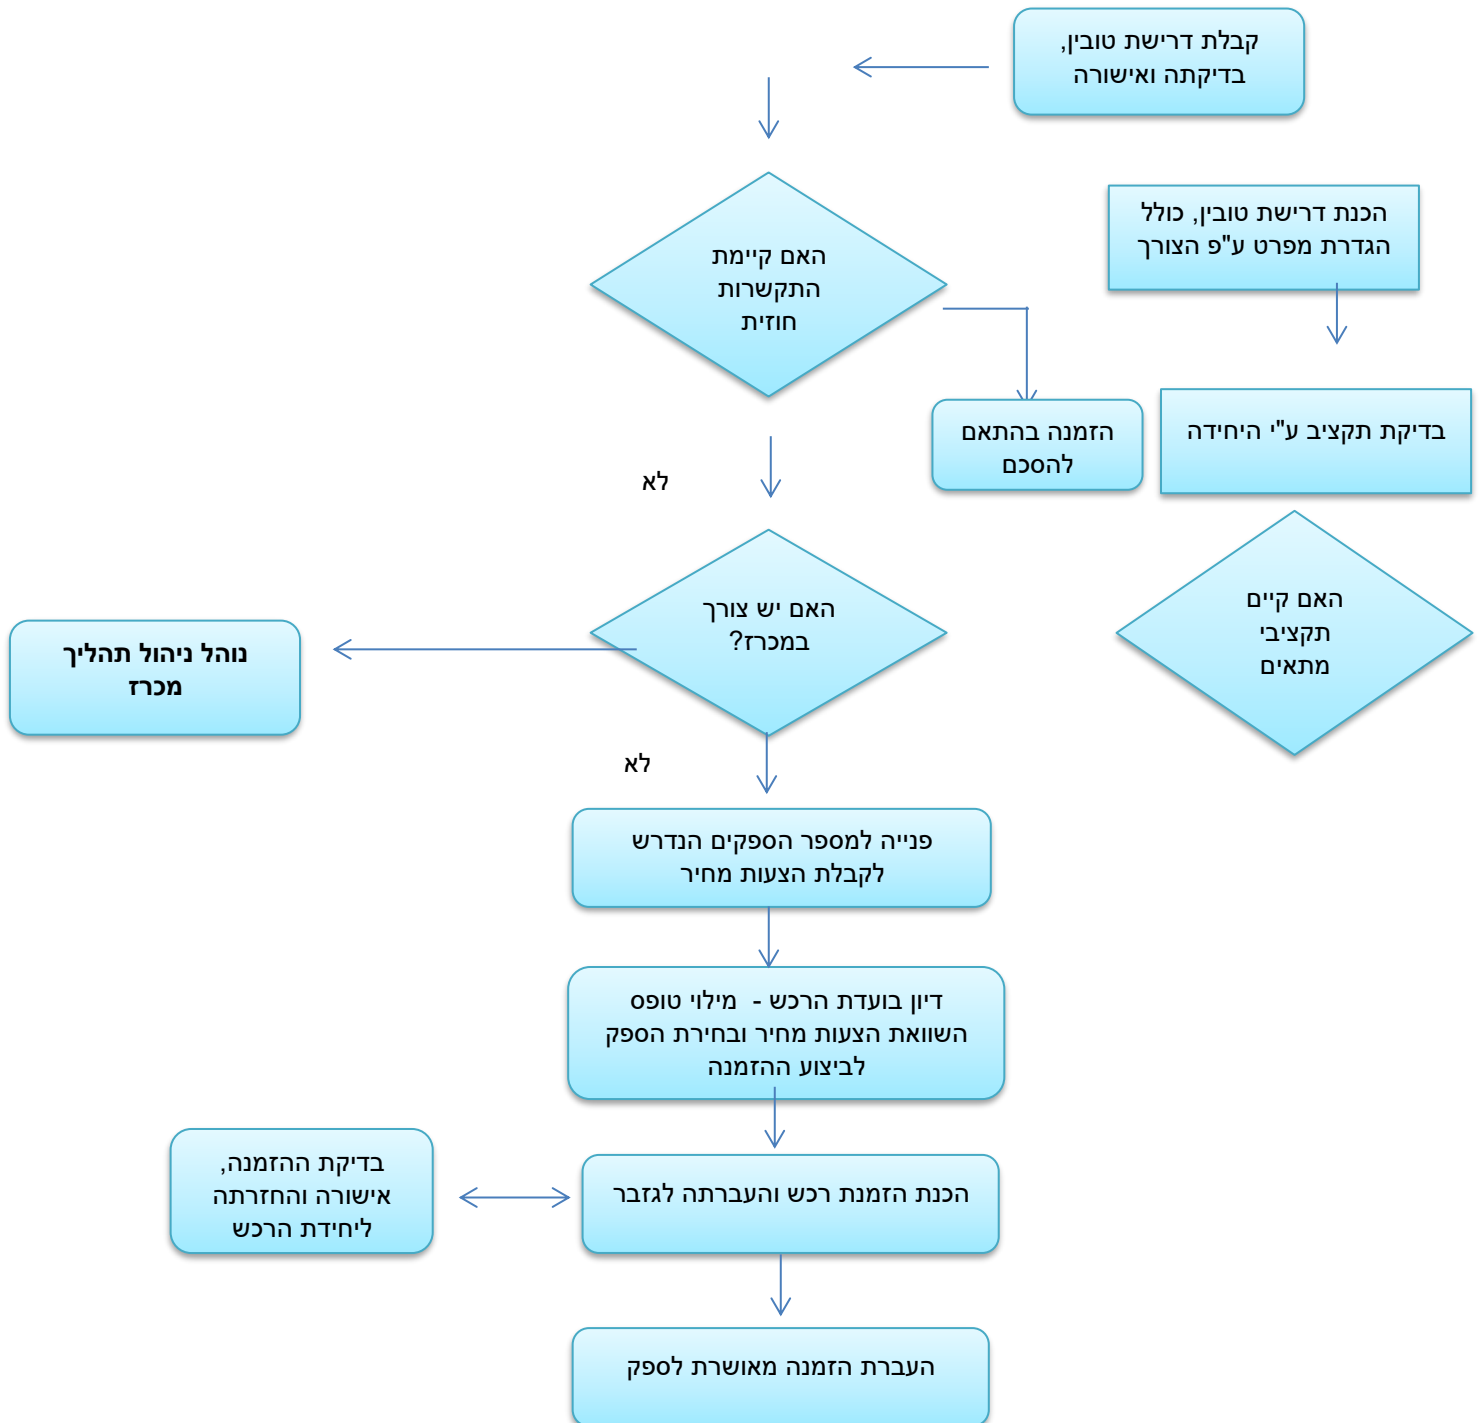 קבלת דרישת טובין,
בדיקתה ואישורה
הכנת דרישת טובין, כולל
הגדרת מפרט ע"פ הצורך
האם קיימת
התקשרות
חוזית
הזמנה בהתאם
להסכם
בדיקת תקציב ע"י היחידה
לא
האם קיים
תקציבי
מתאים
האם יש צורך
במכרז?
נוהל ניהול תהליך
מכרז
לא
פנייה למספר הספקים הנדרש
לקבלת הצעות מחיר
דיון בועדת הרכש - מילוי טופס
השוואת הצעות מחיר ובחירת הספק
לביצוע ההזמנה
הכנת הזמנת רכש והעברתה לגזבר
בדיקת ההזמנה,
אישורה והחזרתה
ליחידת הרכש
העברת הזמנה מאושרת לספק